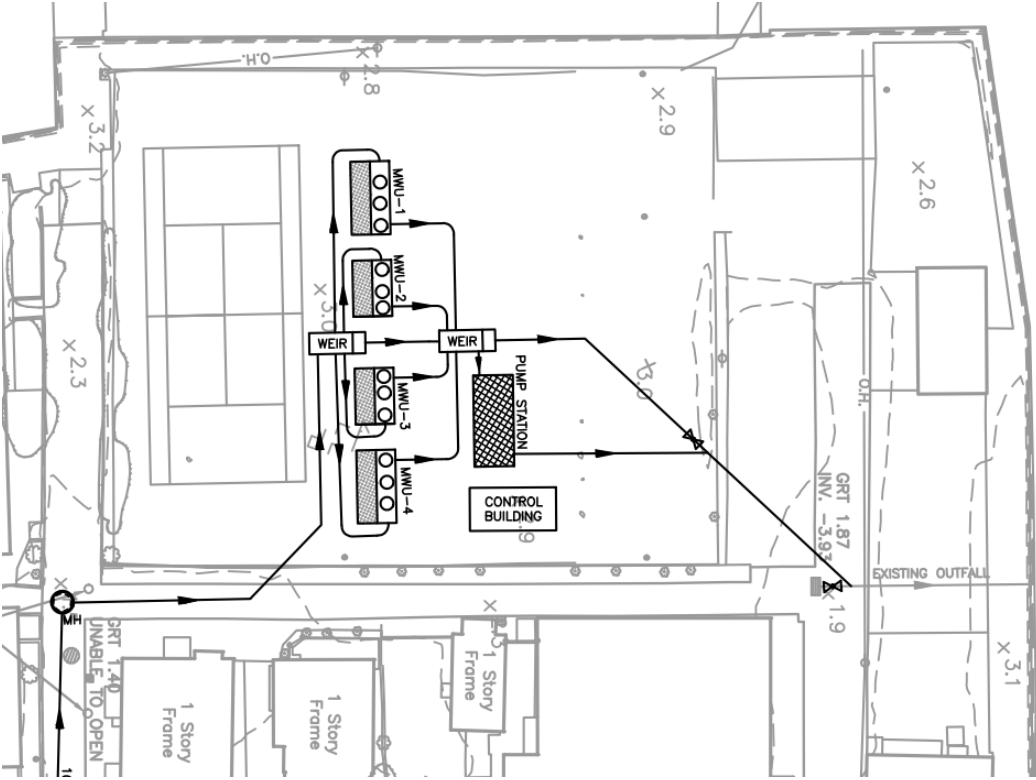 O.H.
x 2.8
x 2.9
x 3.2
x 2.6
MWU-1
MWU-2
x 3.0
WEIR
WEIR
x 2.3
PUMP STATION
x 3.0
O.H.
MWU-3
MWU-4
CONTROL
BUILDING
GRT 1.87
INV. -3.93
EXISTING OUTFALL
MH
x 1.9
x 3.1
GRT 1.40
UNABLE TO OPEN
1 Story
Frame
1 Story
Frame
1 Story
Frame